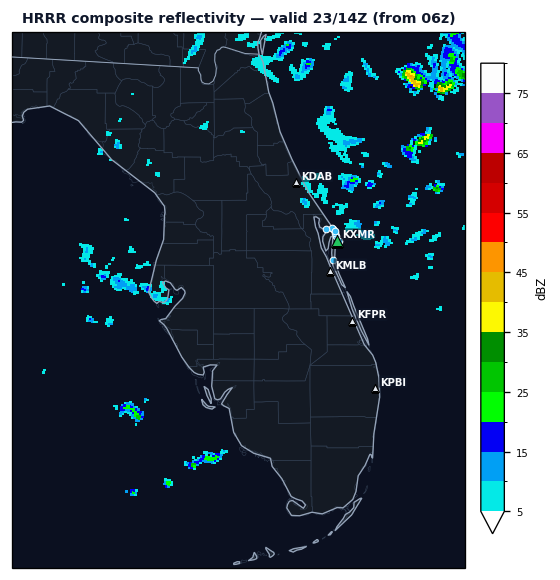 HRRR composite reflectivity — valid 23/14Z (from 06z)
KDAB
KXMR
KMLB
KFPR
KPBI
75
65
55
45
35
25
15
5
dBZ